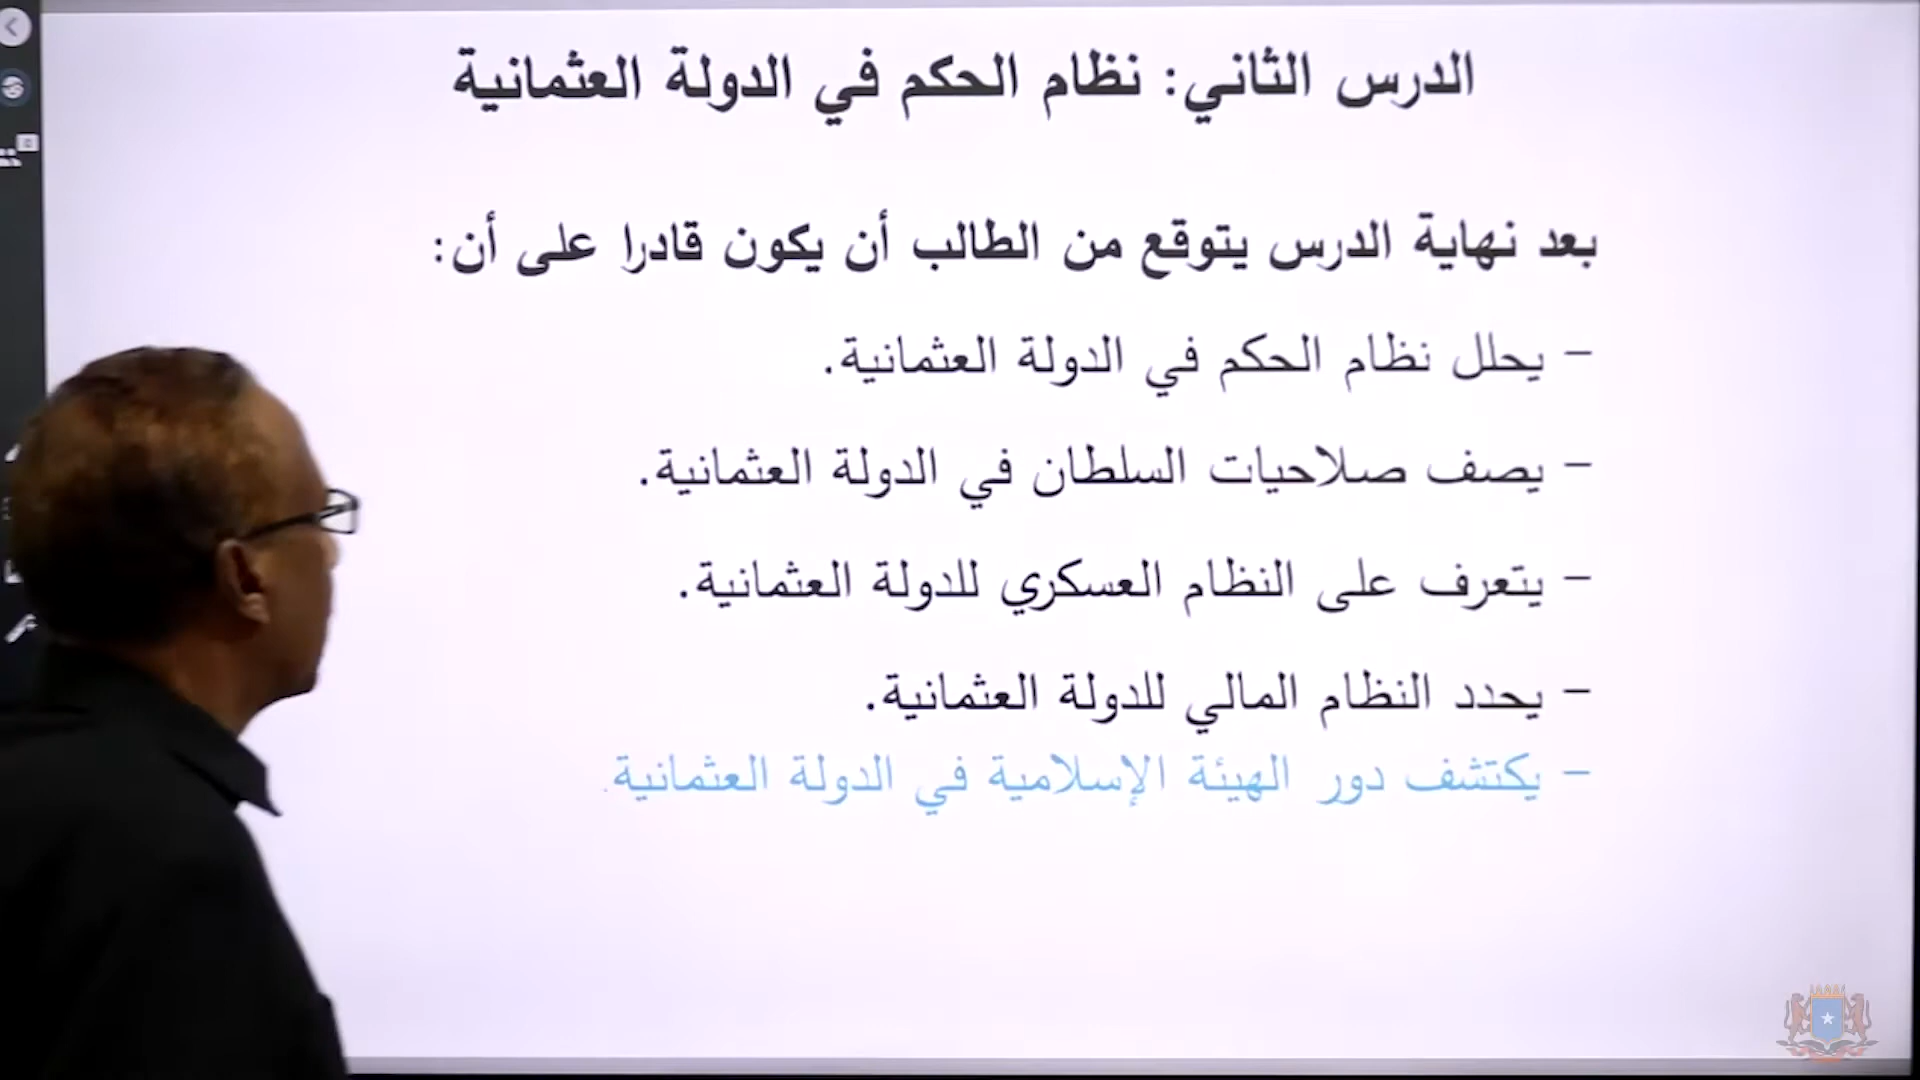 الدرس الثاني: نظام الحكم في الدولة العثمانية
بعد نهاية الدرس يتوقع من الطالب أن يكون قادرا على أن:
- يحلل نظام الحكم في الدولة العثمانية.
- يصف صلاحيات السلطان في الدولة العثمانية.
- يتعرف على النظام العسكري للدولة العثمانية.
- يحدد النظام المالي للدولة العثمانية.
- يكتشف دور الهيئة الإسلامية في الدولة العثمانية.